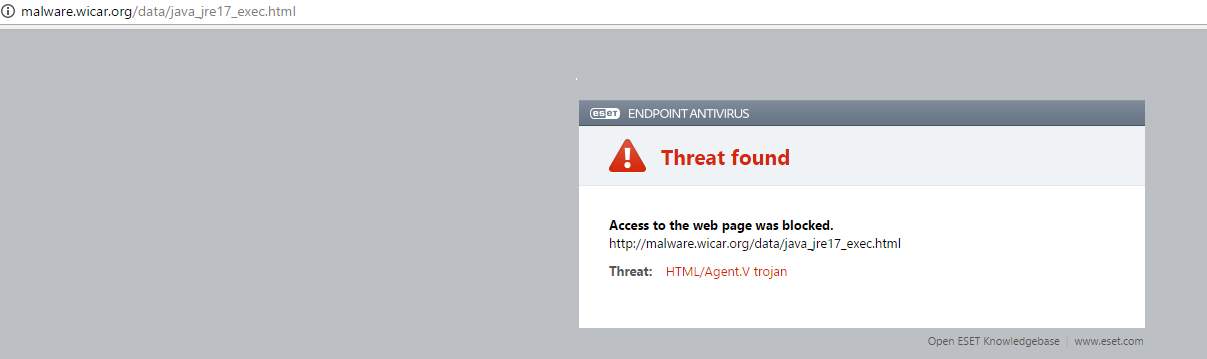 malware.wicar.org/data/java_jre17_exec.html
eset ENDPOINT ANTIVIRUS
Threat found
Access to the web page was blocked.
http://malware.wicar.org/data/java_jre17_exec.html
Threat: HTML/Agent.V trojan
Open ESET Knowledgebase | www.eset.com